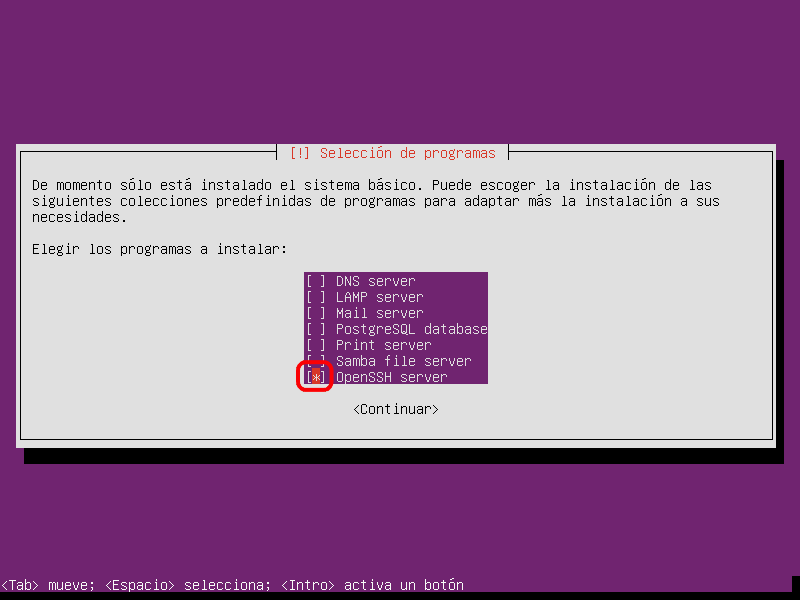 [!] Selección de programas
De momento sólo está instalado el sistema básico. Puede escoger la instalación de las
siguientes colecciones predefinidas de programas para adaptar más la instalación a sus
necesidades.
Elegir los programas a instalar:
[ ] DNS server
[ ] LAMP server
[ ] Mail server
[ ] PostgreSQL database
[ ] Print server
[ ] Samba file server
[*] OpenSSH server
<Continuar>
<Tab> mueve; <Espacio> selecciona; <Intro> activa un botón